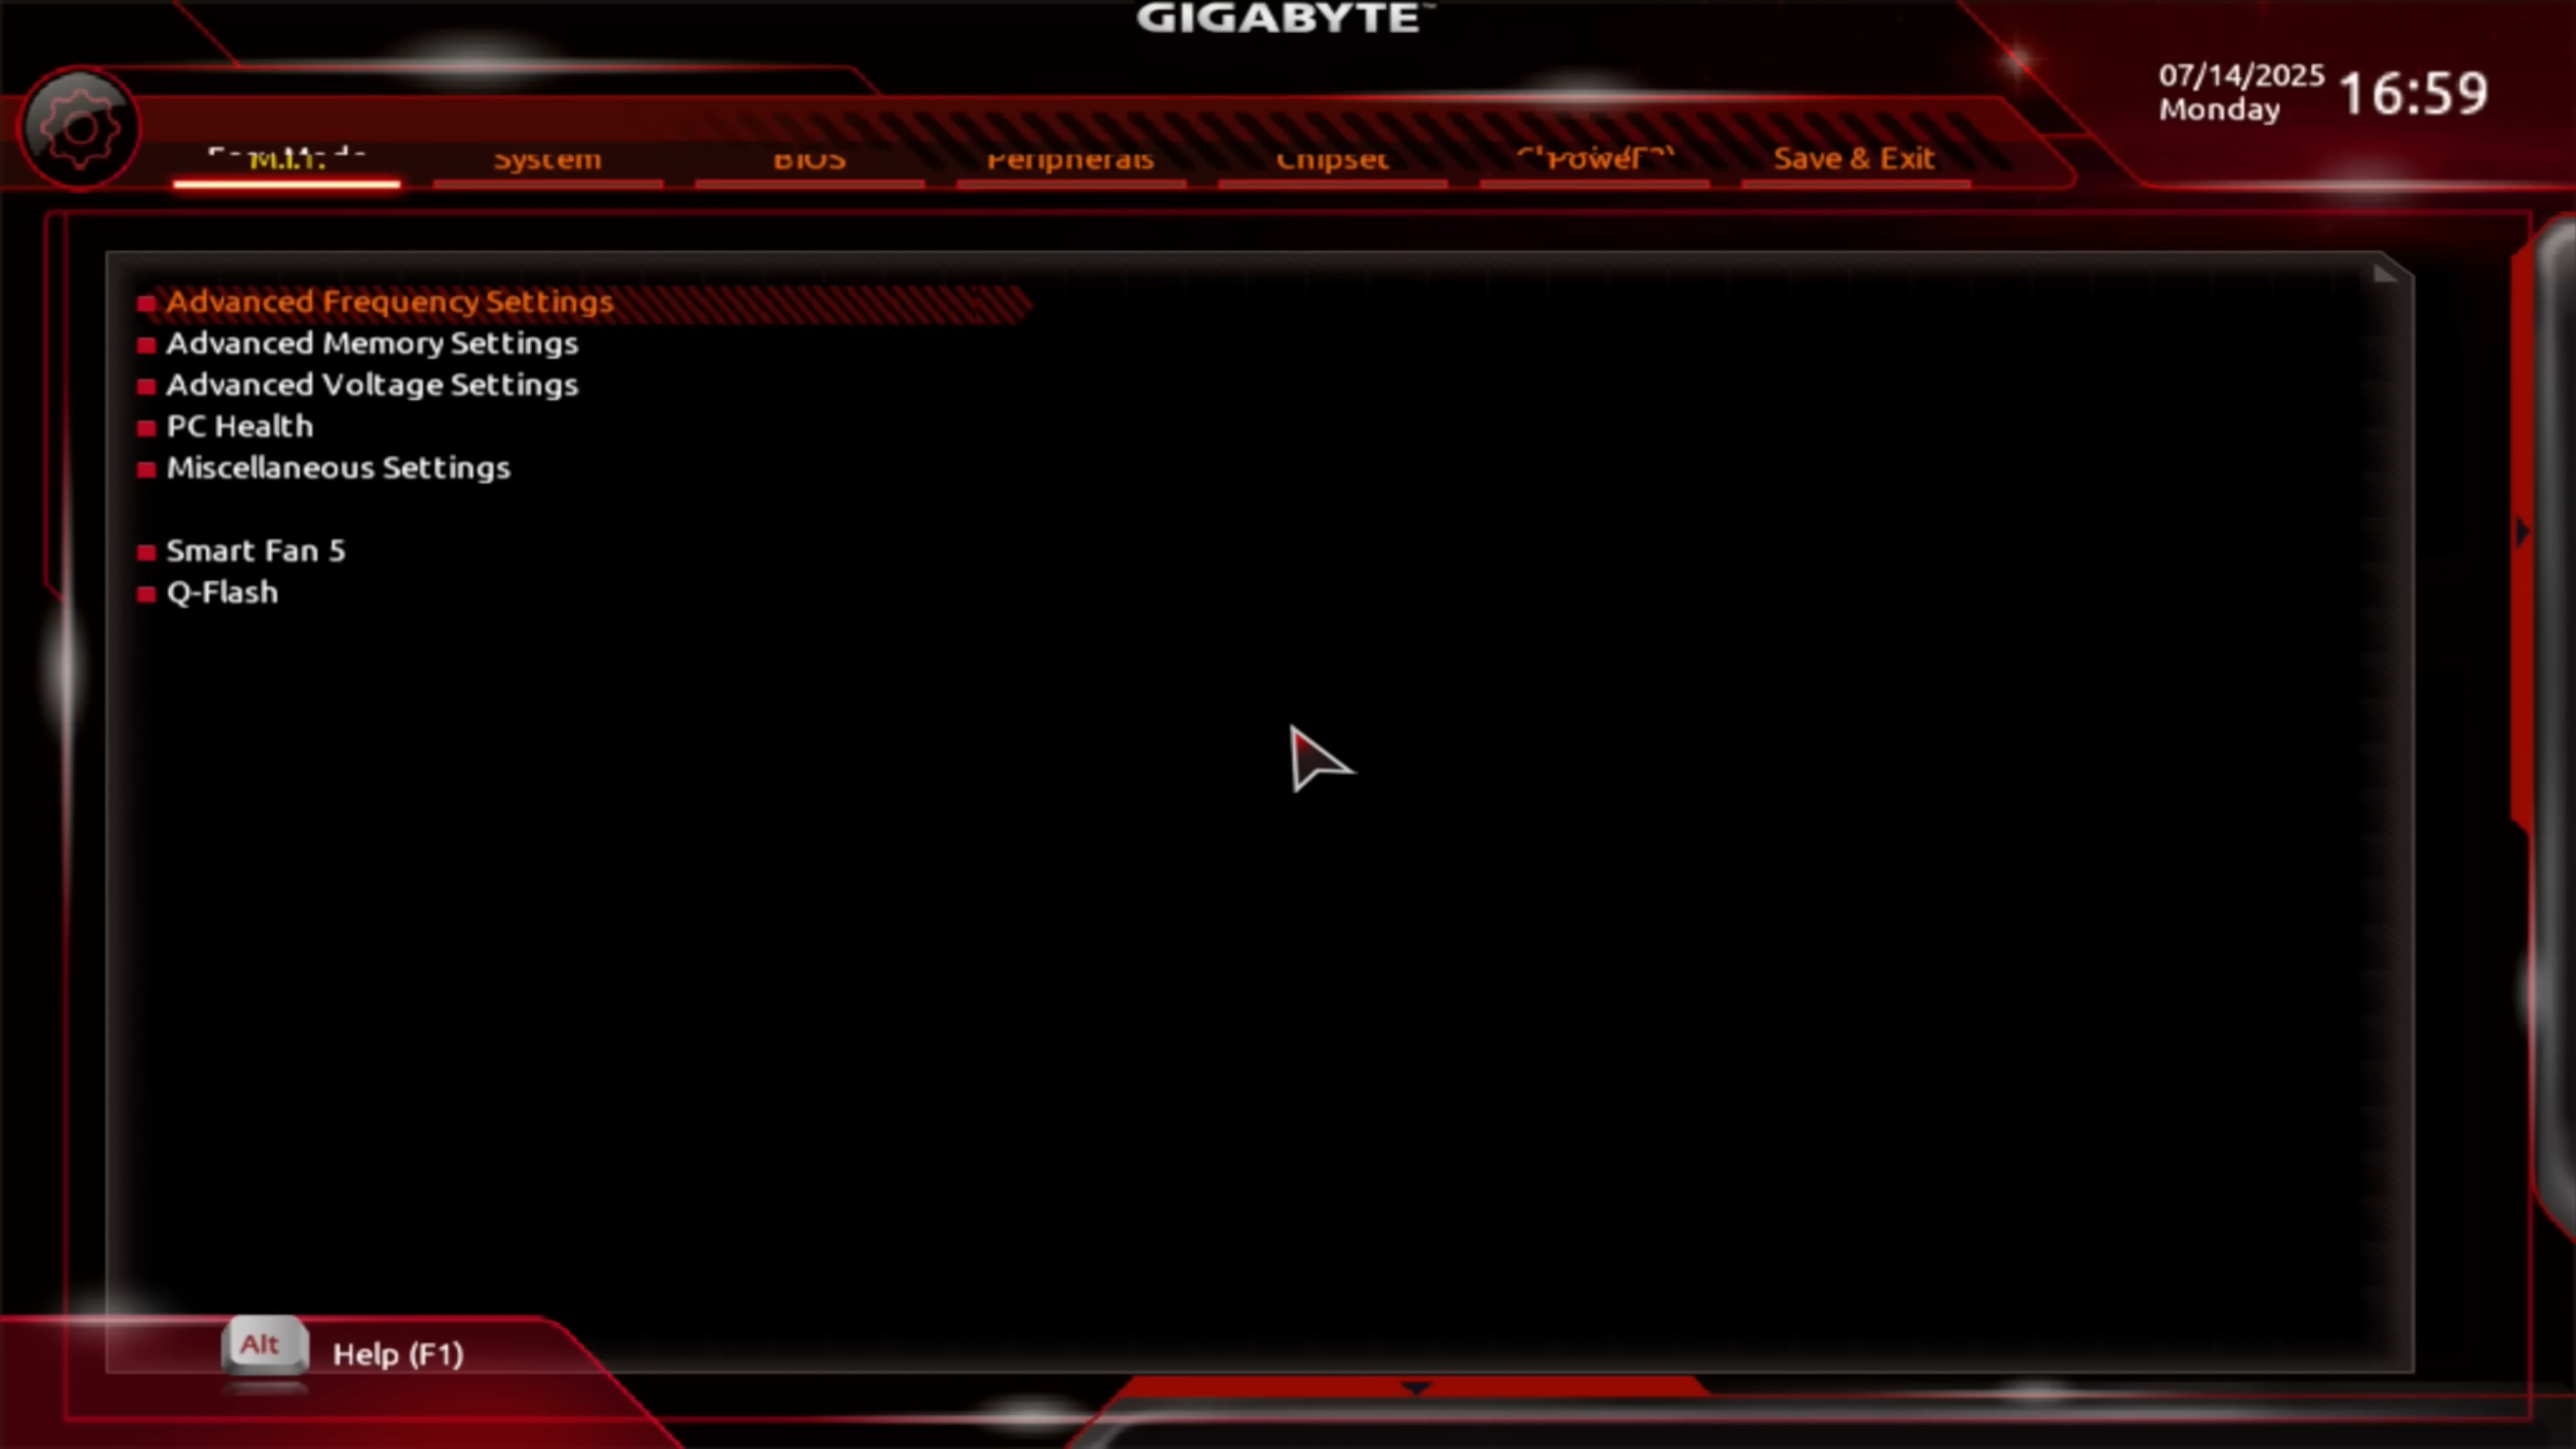 GIGABYTE
07/14/2025
Monday
16:59
M.I.T.
System
BIOS
Peripherals
Chipset
Save & Exit
Advanced Frequency Settings
Advanced Memory Settings
Advanced Voltage Settings
PC Health
Miscellaneous Settings
Smart Fan 5
Q-Flash
Alt
Help (F1)